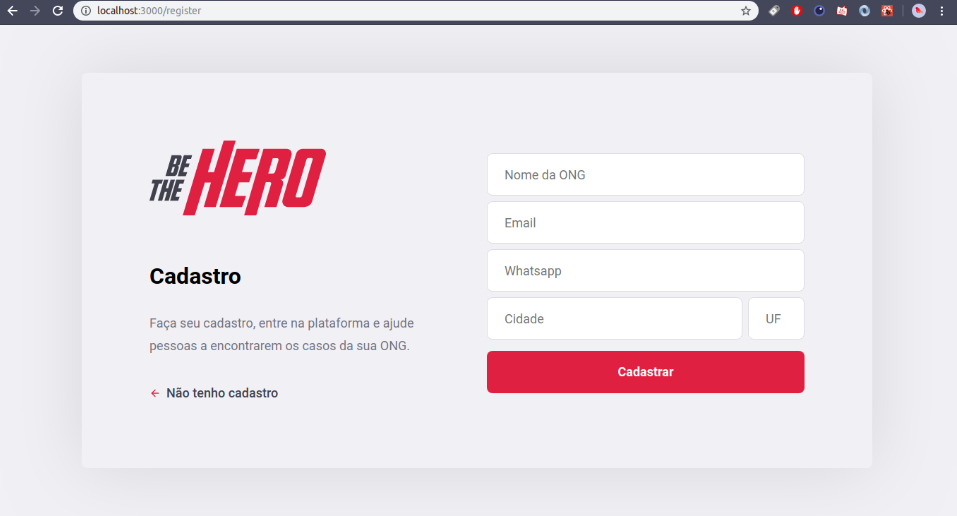 localhost:3000/register
BE
THE HERO
Cadastro
Faça seu cadastro, entre na plataforma e ajude
pessoas a encontrarem os casos da sua ONG.
Não tenho cadastro
Nome da ONG
Email
Whatsapp
Cidade
UF
Cadastrar